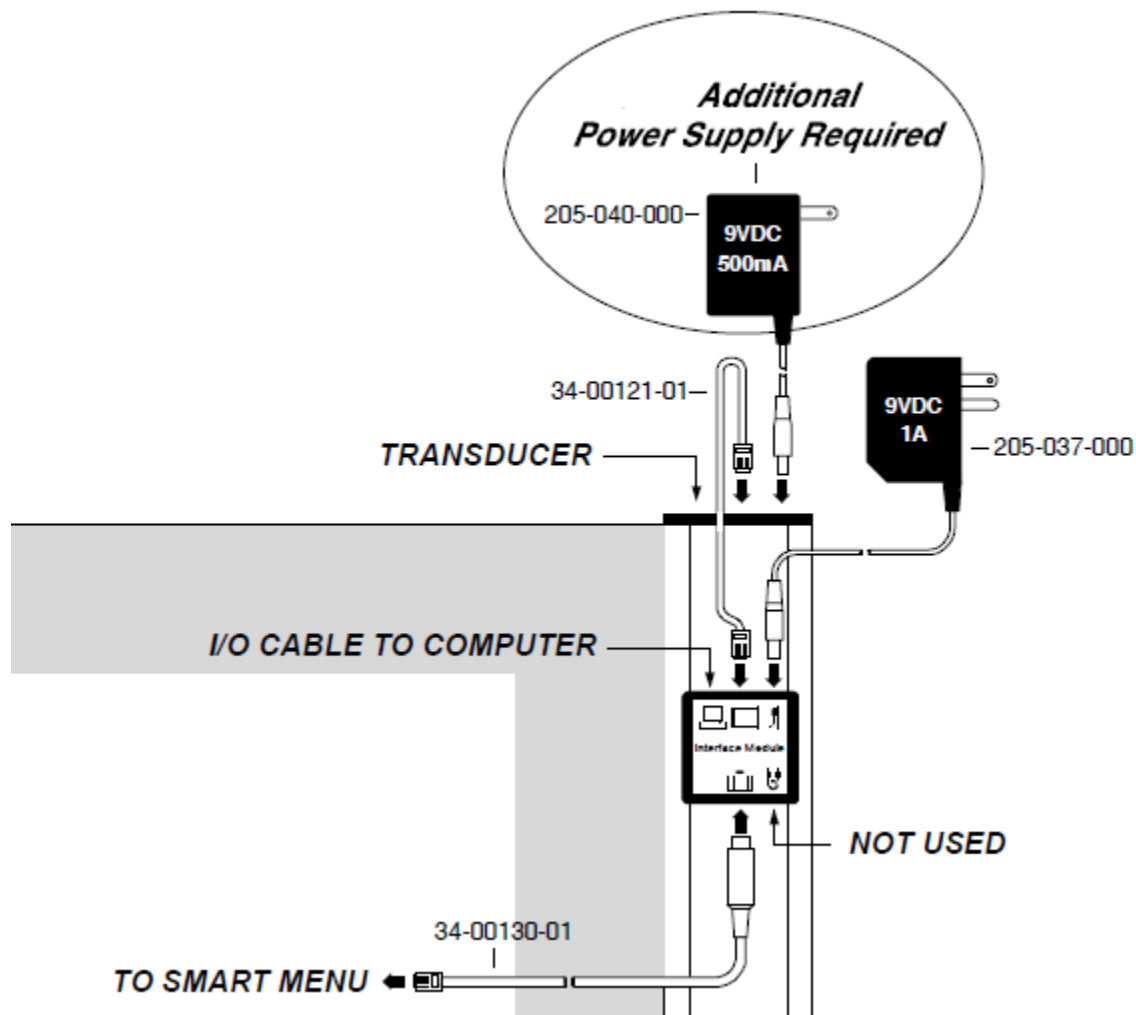 Additional
Power Supply Required
205-040-000
9VDC
500mA
34-00121-01
9VDC
1A
205-037-000
TRANSDUCER
I/O CABLE TO COMPUTER
Interface Module
NOT USED
34-00130-01
TO SMART MENU